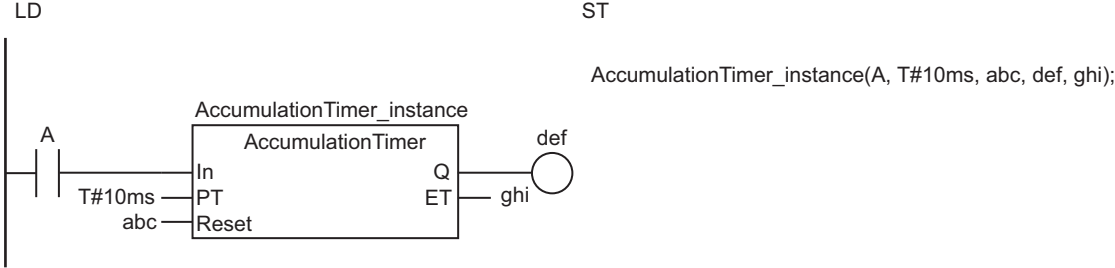 LD
ST
AccumulationTimer_instance(A, T#10ms, abc, def, ghi);
AccumulationTimer_instance
A
AccumulationTimer
def
In
Q
T#10ms
PT
ET
ghi
abc
Reset